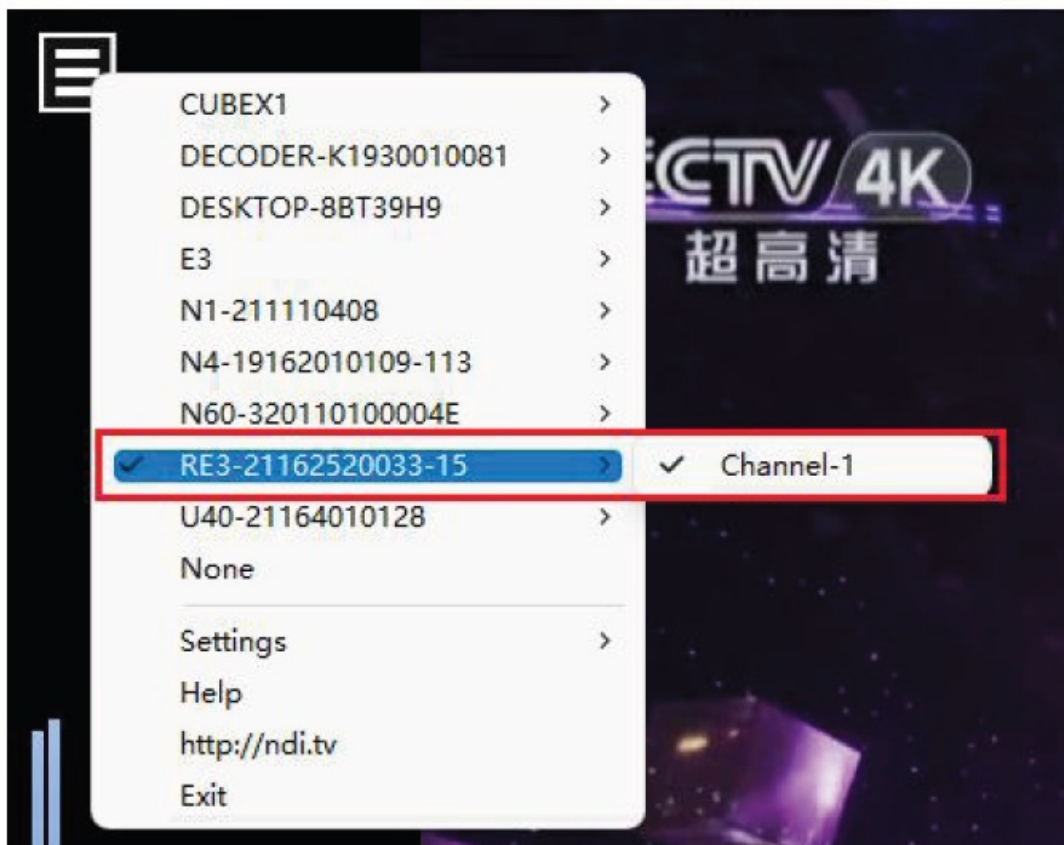 CUBEX1
DECODER-K1930010081
DESKTOP-8BT39H9
E3
N1-211110408
N4-19162010109-113
N60-320110100004E
RE3-21162520033-15
Channel-1
U40-21164010128
None
Settings
Help
http://ndi.tv
Exit
CCTV 4K
超高清